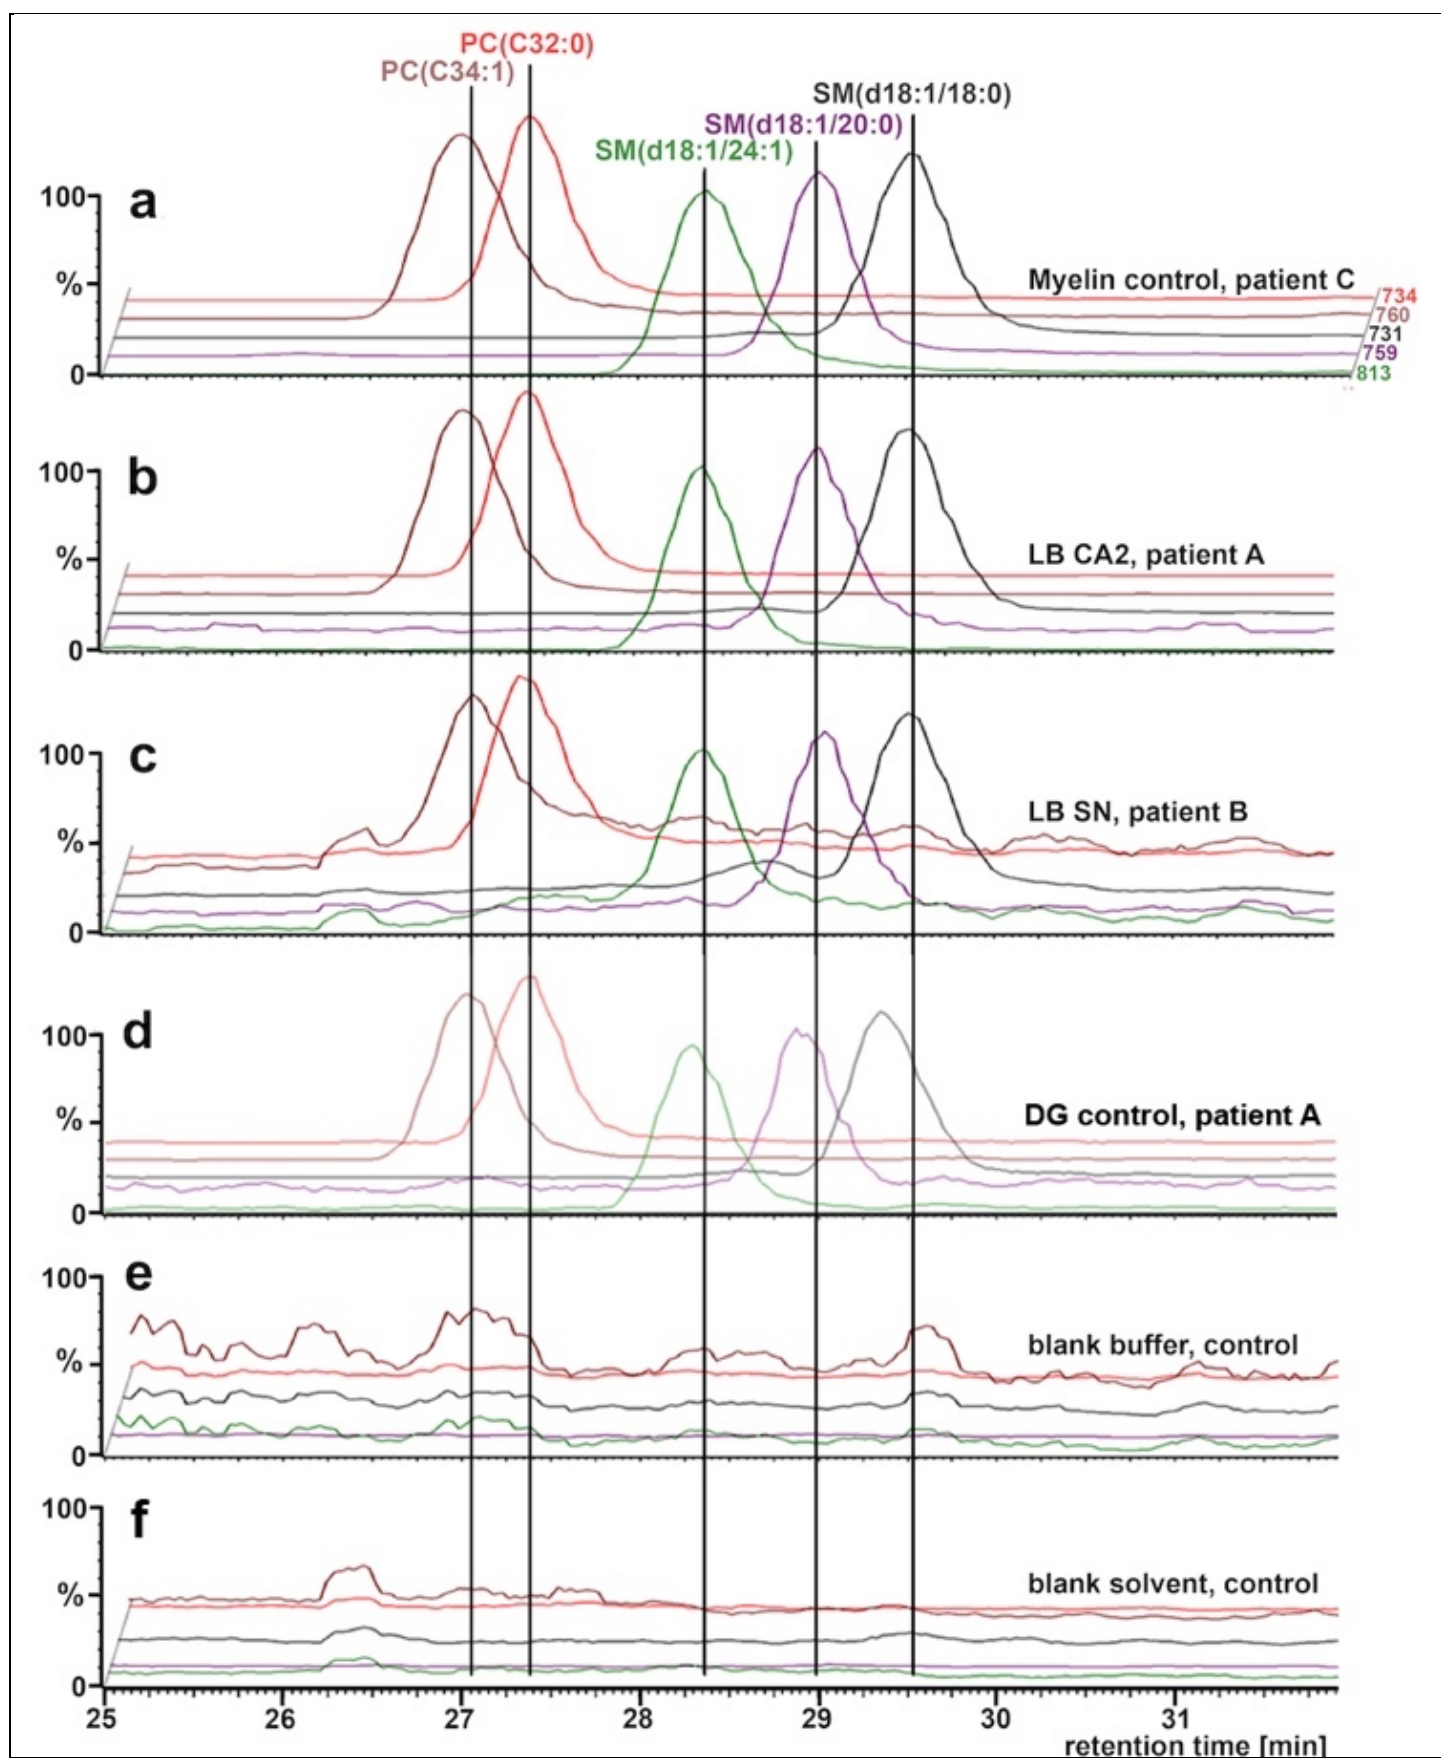 PC(C32:0)
PC(C34:1)
SM(d18:1/18:0)
SM(d18:1/20:0)
SM(d18:1/24:1)
a
100
%
0
Myelin control, patient C
734
760
731
759
813
b
100
%
0
LB CA2, patient A
c
100
%
0
LB SN, patient B
d
100
%
0
DG control, patient A
e
100
%
0
blank buffer, control
f
100
%
0
blank solvent, control
25 26 27 28 29 30 31
retention time [min]